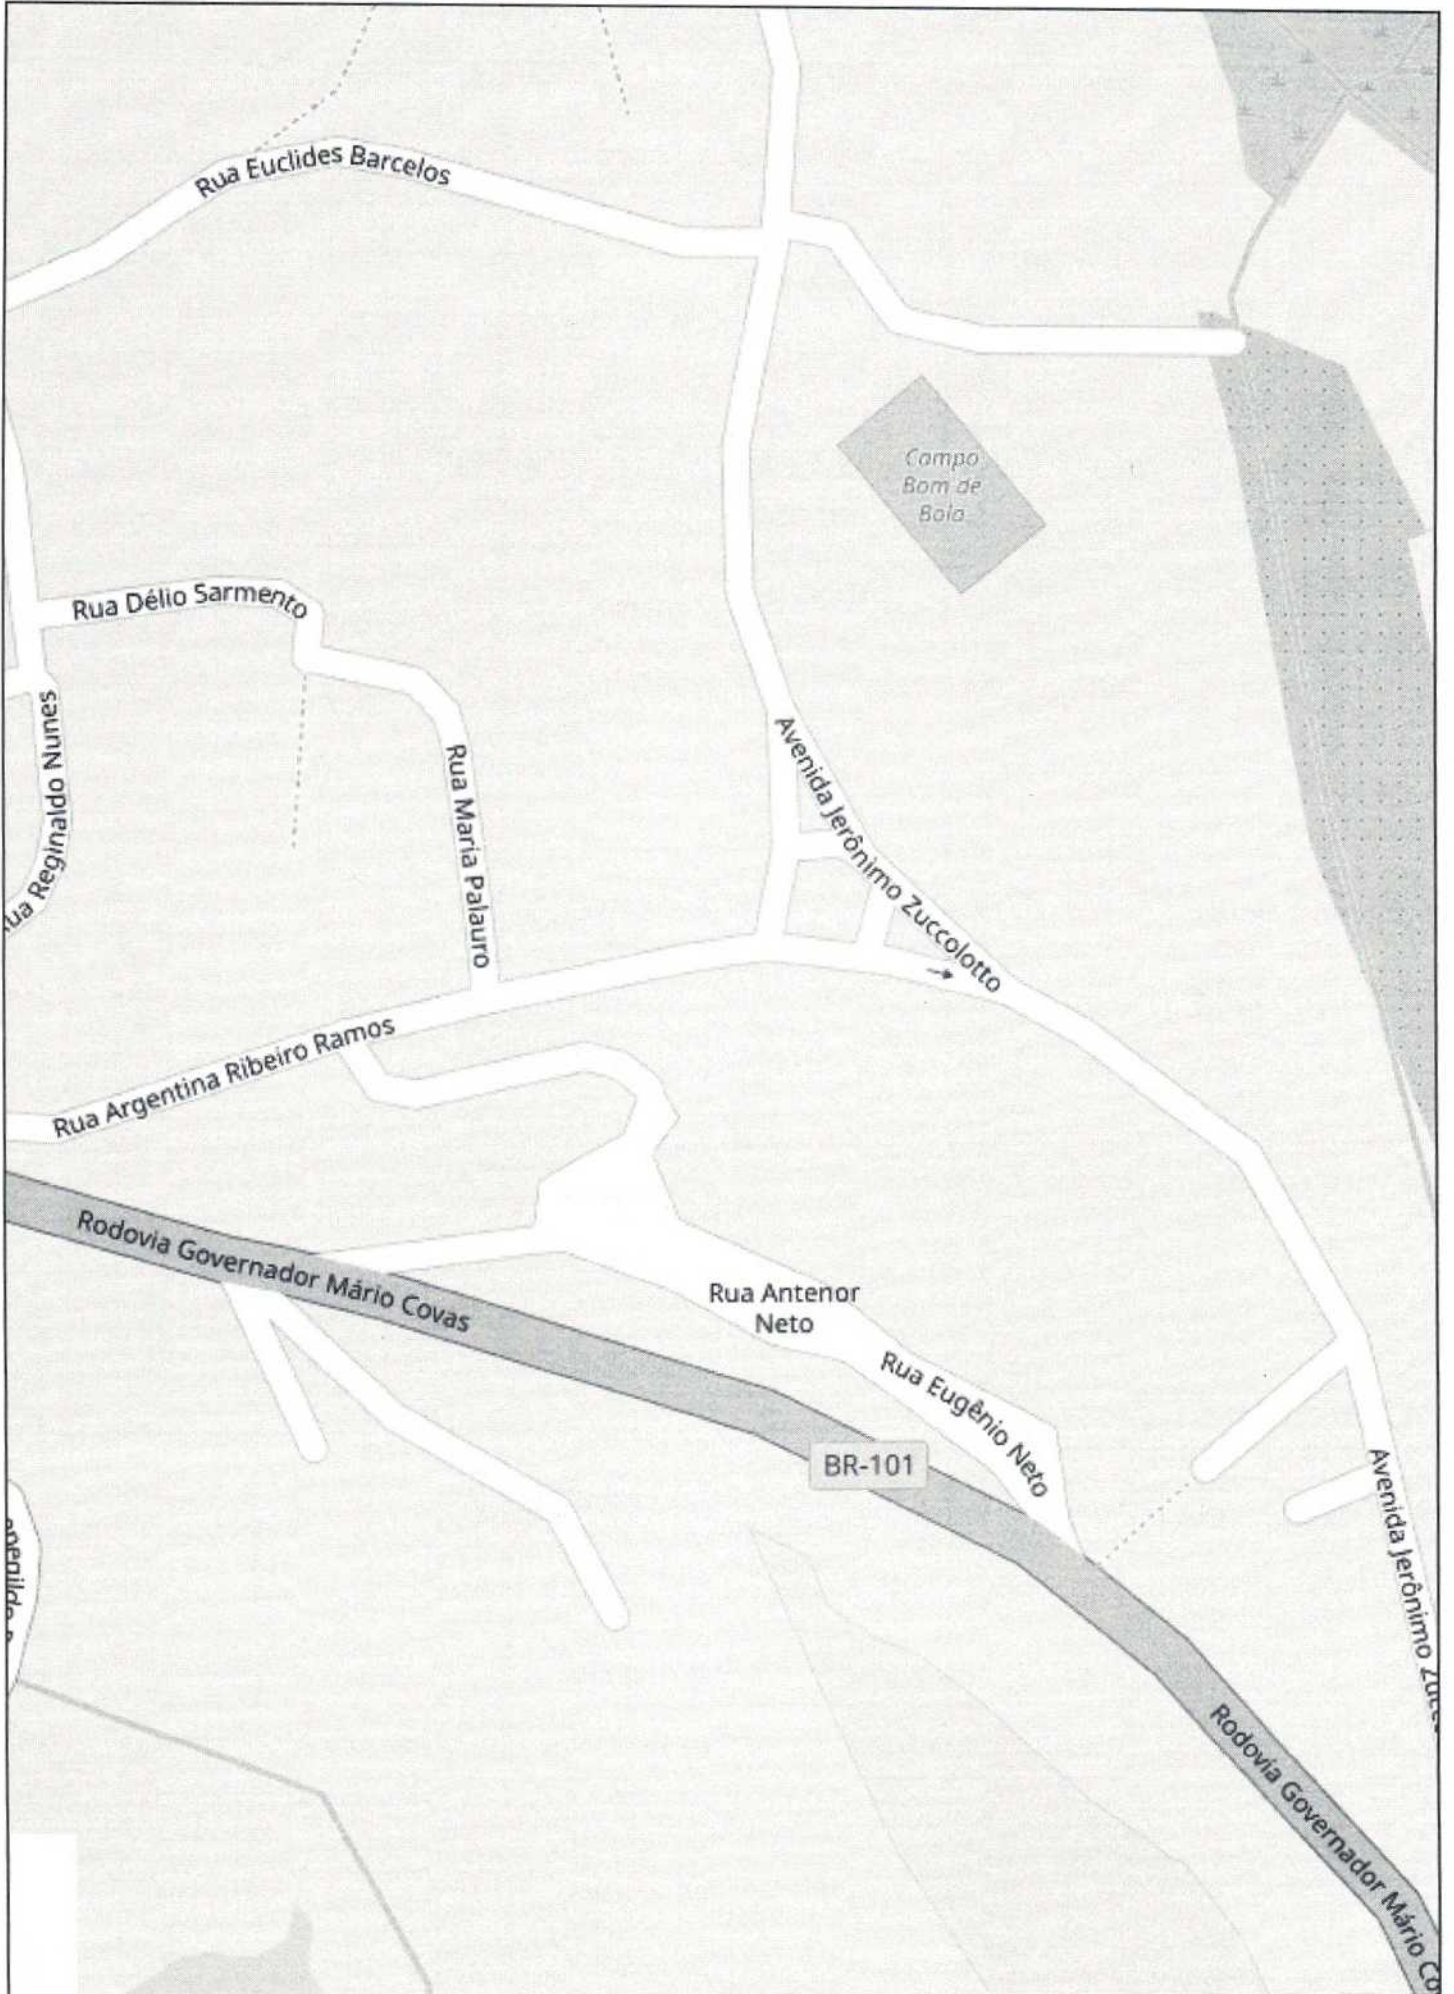 Rua Euclides Barcelos
Campo
Bom de
Bola
Rua Délio Sarmento
Rua Reginaldo Nunes
Rua Maria Palauro
Avenida Jerônimo Zuccolotto
Rua Argentina Ribeiro Ramos
Rodovia Governador Mário Covas
Rua Antenor
Neto
Rua Eugênio Neto
BR-101
Avenida Jerônimo
Rodovia Governador Mário Co